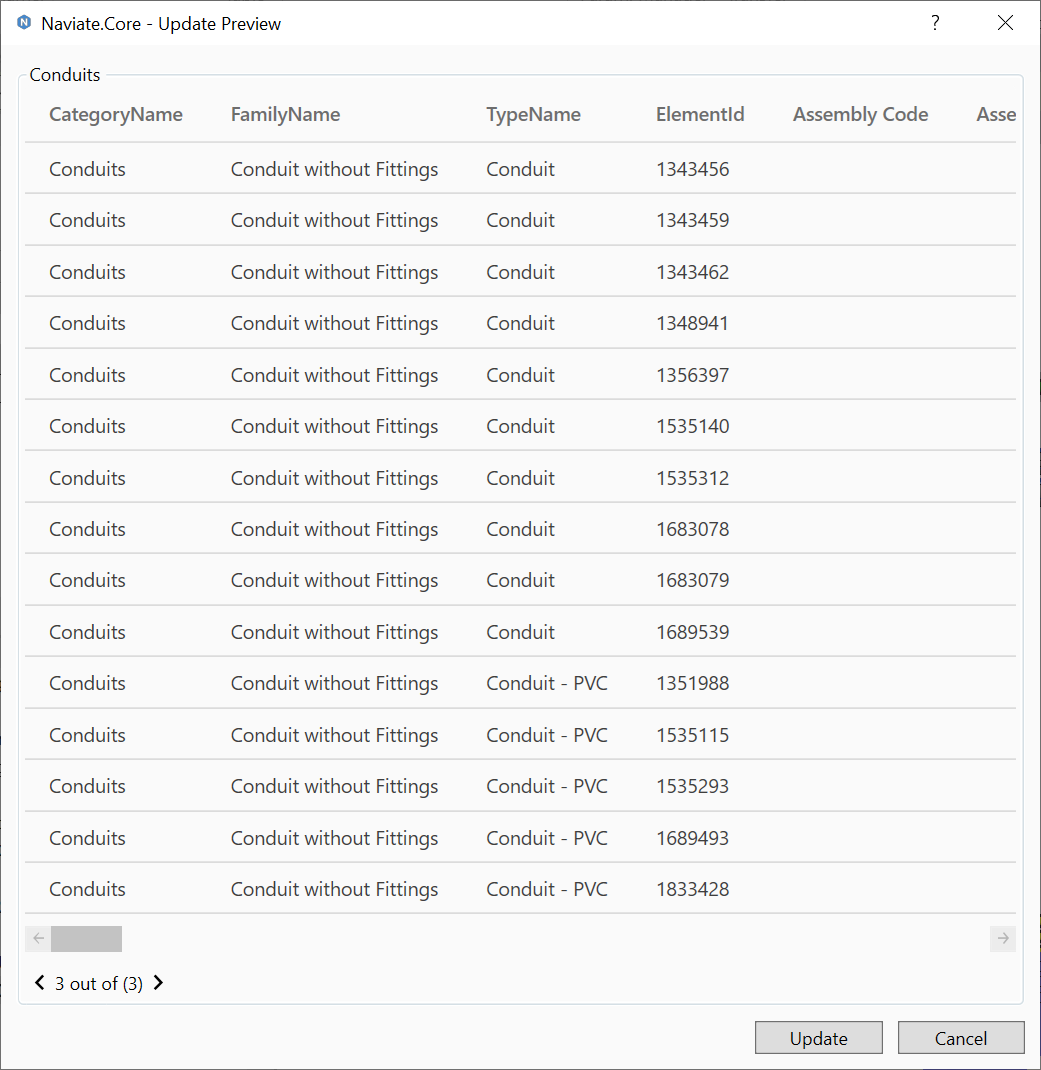 Naviate.Core - Update Preview ?
Conduits
CategoryName FamilyName TypeName ElementId Assembly Code Asse
Conduits Conduit without Fittings Conduit 1343456
Conduits Conduit without Fittings Conduit 1343459
Conduits Conduit without Fittings Conduit 1343462
Conduits Conduit without Fittings Conduit 1348941
Conduits Conduit without Fittings Conduit 1356397
Conduits Conduit without Fittings Conduit 1535140
Conduits Conduit without Fittings Conduit 1535312
Conduits Conduit without Fittings Conduit 1683078
Conduits Conduit without Fittings Conduit 1683079
Conduits Conduit without Fittings Conduit 1689539
Conduits Conduit without Fittings Conduit - PVC 1351988
Conduits Conduit without Fittings Conduit - PVC 1535115
Conduits Conduit without Fittings Conduit - PVC 1535293
Conduits Conduit without Fittings Conduit - PVC 1689493
Conduits Conduit without Fittings Conduit - PVC 1833428
3 out of (3)
Update Cancel